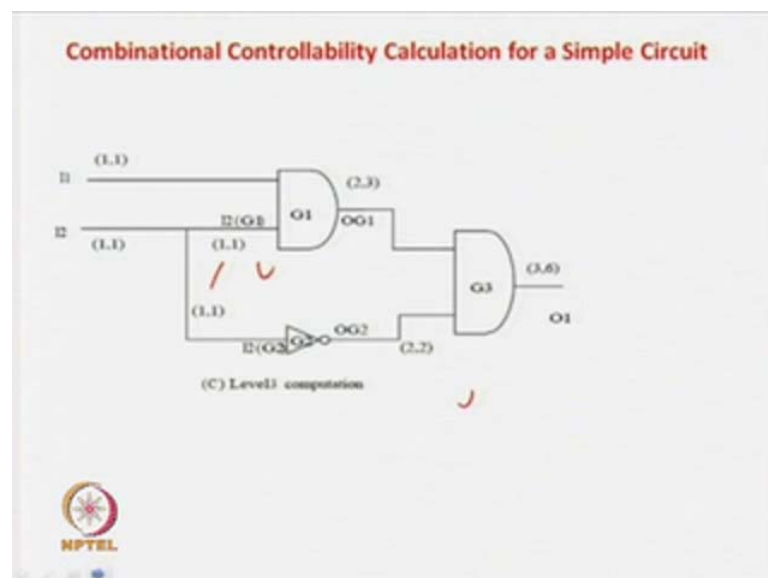 Combinational Controllability Calculation for a Simple Circuit
(1,1)
I1
(2,3)
I2(G1)
G1
OG1
I2
(1,1)
(1,1)
G3
(3,6)
O1
(1,1)
OG2
I2(G2)
G2
(2,2)
(C) Level3 computation
NPTEL